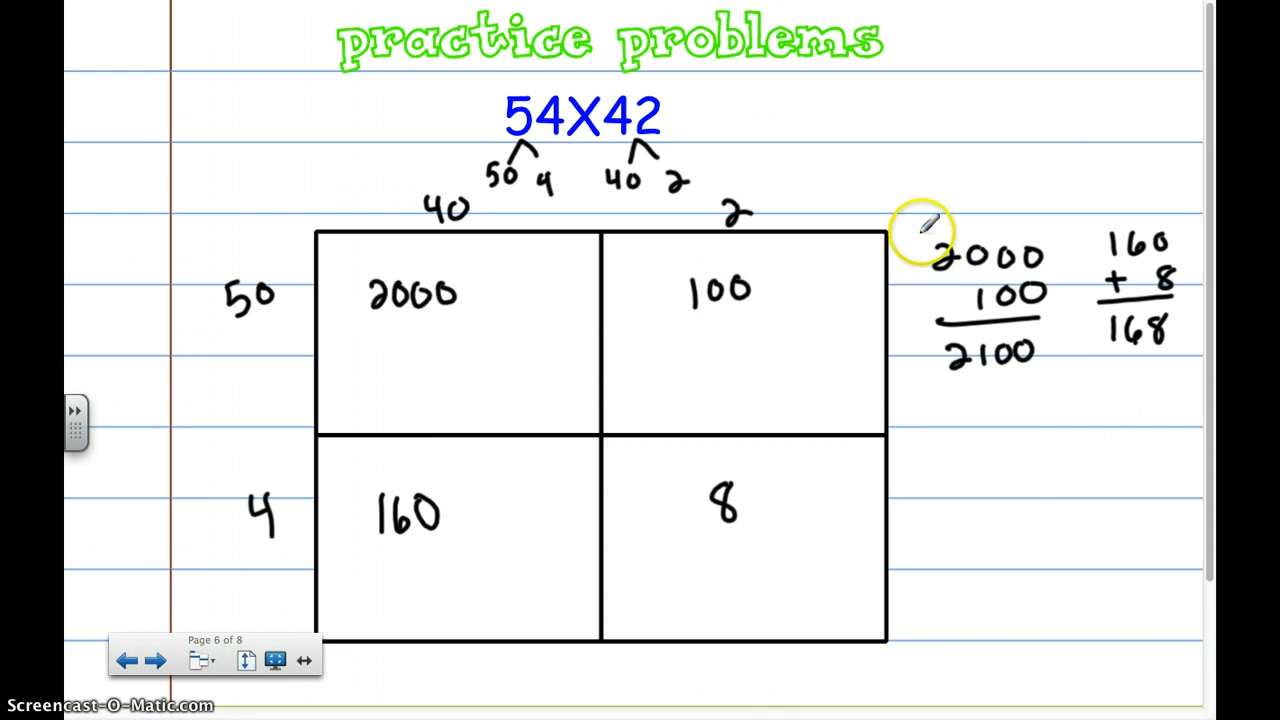 practice problems
54X42
50 4 40 2
40 2
50 2000 100
4 160 8
2000
100
2100
160
+ 8
168
Page 6 of 8
Screencast-O-Matic.com